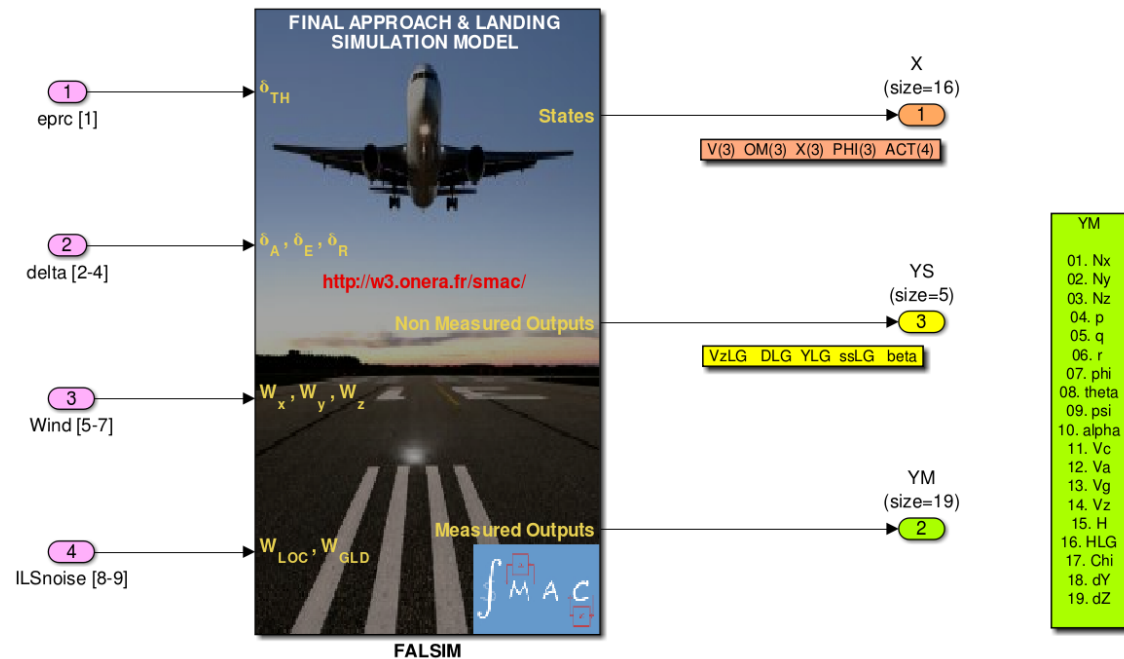 FINAL APPROACH & LANDING
SIMULATION MODEL
1
eprc [1]
δTH
2
delta [2-4]
δA , δE , δR
http://w3.onera.fr/smac/
3
Wind [5-7]
Wx , Wy , Wz
4
ILSnoise [8-9]
WLOC , WGLD
States
Non Measured Outputs
Measured Outputs
SMAC
FALSIM
X
(size=16)
1
V(3) OM(3) X(3) PHI(3) ACT(4)
YS
(size=5)
3
VzLG DLG YLG ssLG beta
YM
(size=19)
2
YM
01. Nx
02. Ny
03. Nz
04. p
05. q
06. r
07. phi
08. theta
09. psi
10. alpha
11. Vc
12. Va
13. Vg
14. Vz
15. H
16. HLG
17. Chi
18. dY
19. dZ